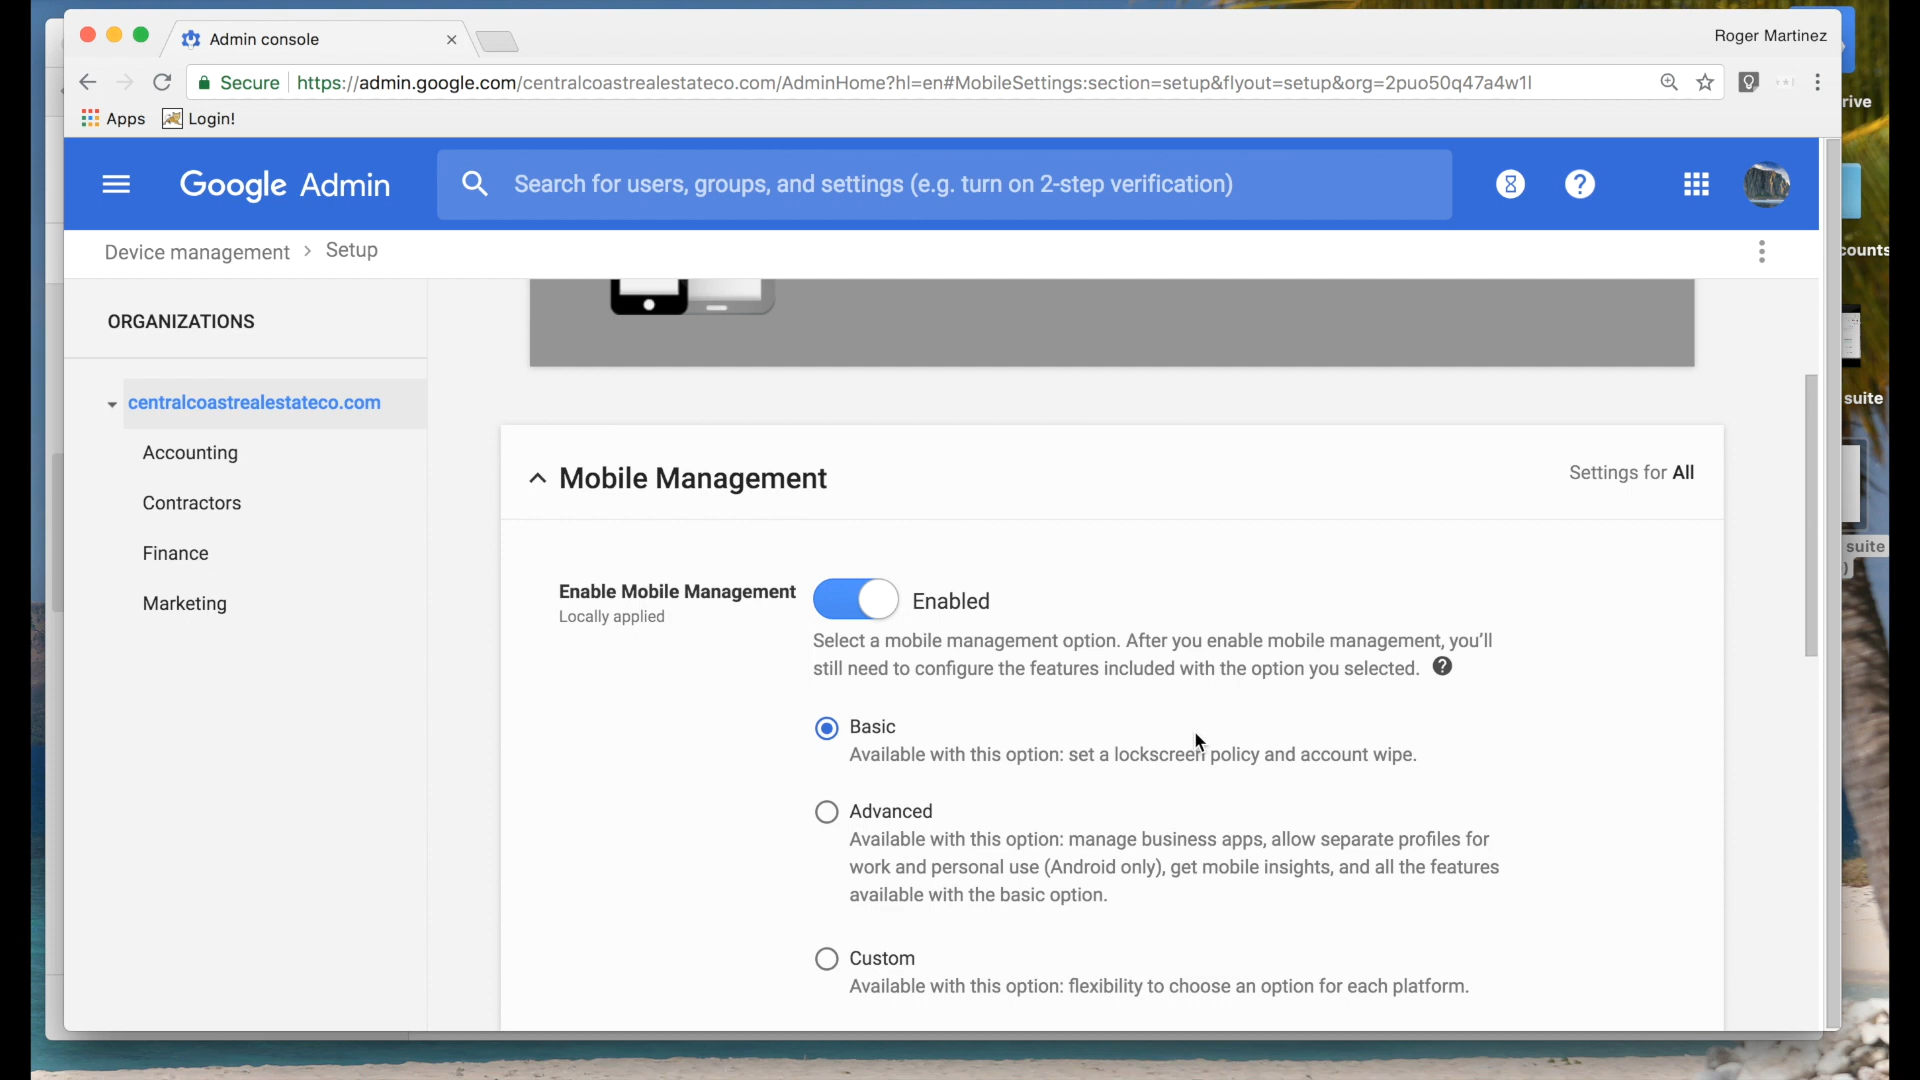 Admin console
Roger Martinez
Secure
https://admin.google.com/centralcoastrealestateco.com/AdminHome?hl=en#MobileSettings:section=setup&flyout=setup&org=2puo50q47a4w1l
Apps
Login!
rive
Google Admin
Search for users, groups, and settings (e.g. turn on 2-step verification)
Device management > Setup
counts
ORGANIZATIONS
centralcoastrealestateco.com
Accounting
Contractors
Finance
Marketing
suite
Mobile Management
Settings for All
suite
)
Enable Mobile Management
Locally applied
Enabled
Select a mobile management option. After you enable mobile management, you'll
still need to configure the features included with the option you selected.
Basic
Available with this option: set a lockscreen policy and account wipe.
Advanced
Available with this option: manage business apps, allow separate profiles for
work and personal use (Android only), get mobile insights, and all the features
available with the basic option.
Custom
Available with this option: flexibility to choose an option for each platform.